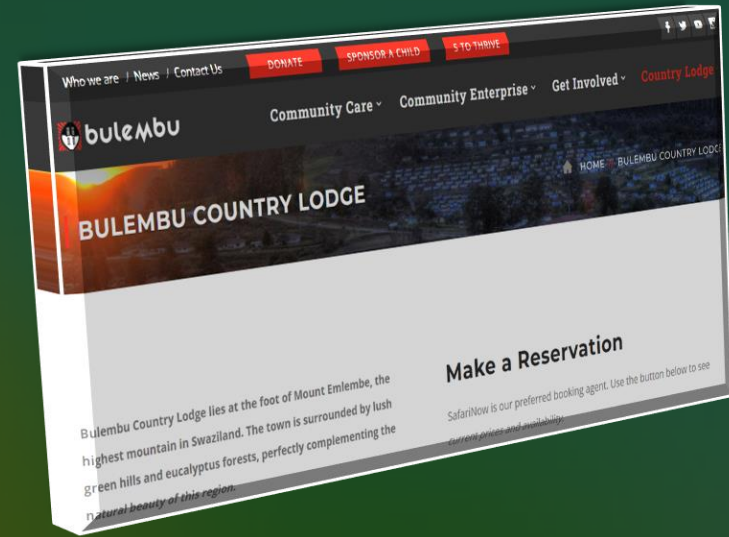 Who we are / News / Contact Us DONATE SPONSOR A CHILD 5 TO THRIVE
bulembu Community Care Community Enterprise Get Involved Country Lodge
BULEMBU COUNTRY LODGE
HOME BULEMBU COUNTRY LODGE
Bulembu Country Lodge lies at the foot of Mount Emlembe, the
highest mountain in Swaziland. The town is surrounded by lush
green hills and eucalyptus forests, perfectly complementing the
natural beauty of this region.
Make a Reservation
SafariNow is our preferred booking agent. Use the button below to see
current prices and availability.